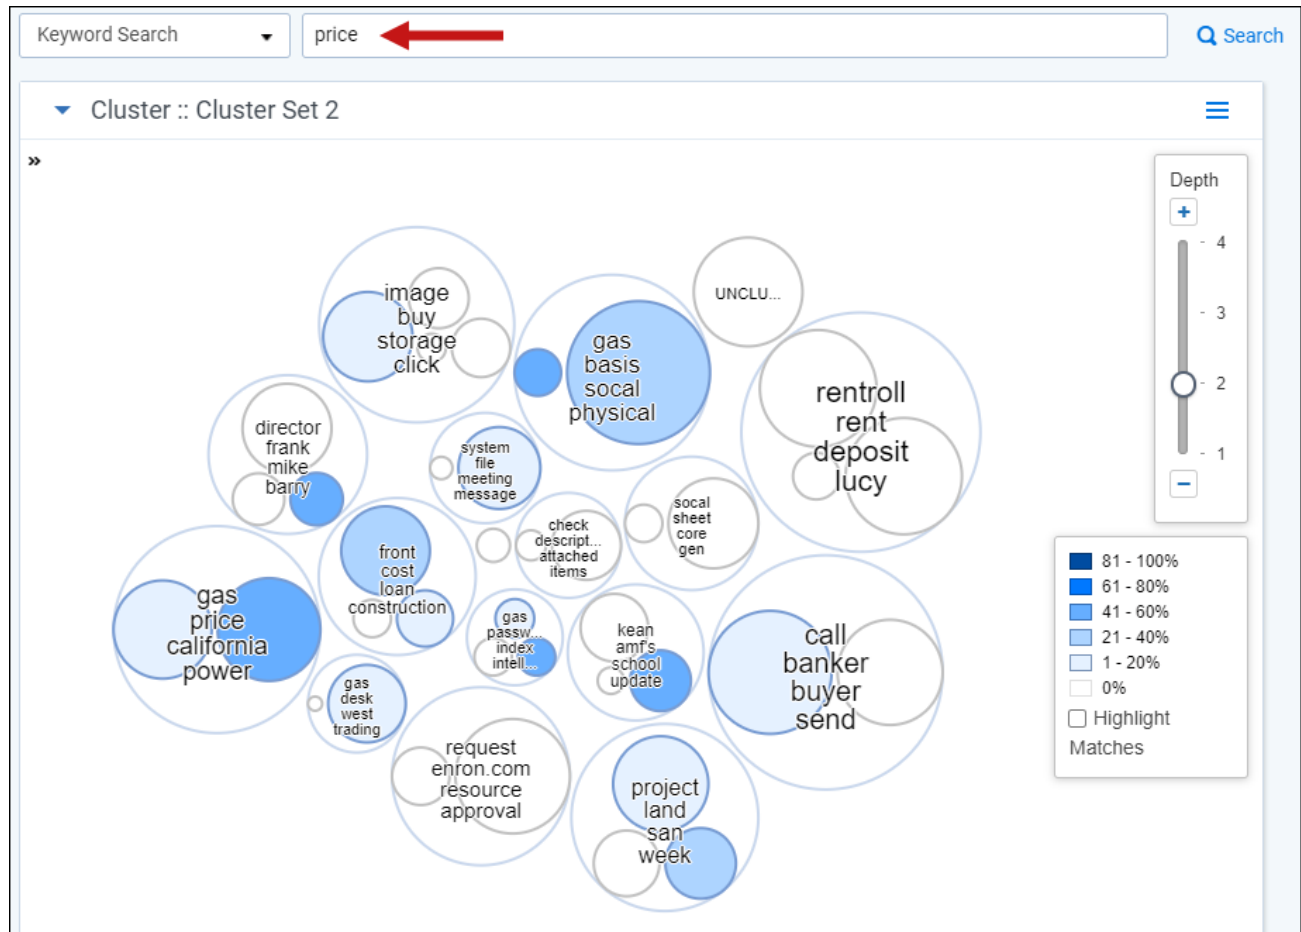 Keyword Search
price
Search
Cluster :: Cluster Set 2
»
Depth
+
4
3
2
1
−
image
buy
storage
click
gas
basis
socal
physical
UNCLU...
rentroll
rent
deposit
lucy
director
frank
mike
barry
system
file
meeting
message
socal
sheet
core
gen
check
descript...
attached
items
front
cost
loan
construction
gas
price
california
power
gas
passw...
index
intell...
kean
amf's
school
update
call
banker
buyer
send
gas
desk
west
trading
request
enron.com
resource
approval
project
land
san
week
81 - 100%
61 - 80%
41 - 60%
21 - 40%
1 - 20%
0%
Highlight
Matches